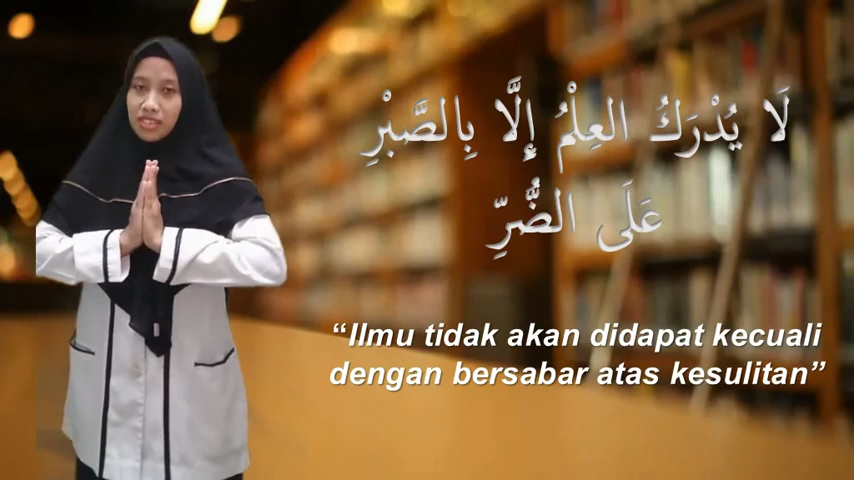 لَا يُدْرَكُ العِلْمُ إِلَّا بِالصَّبْرِ
عَلَى الضُّرِّ
“Ilmu tidak akan didapat kecuali
dengan bersabar atas kesulitan”